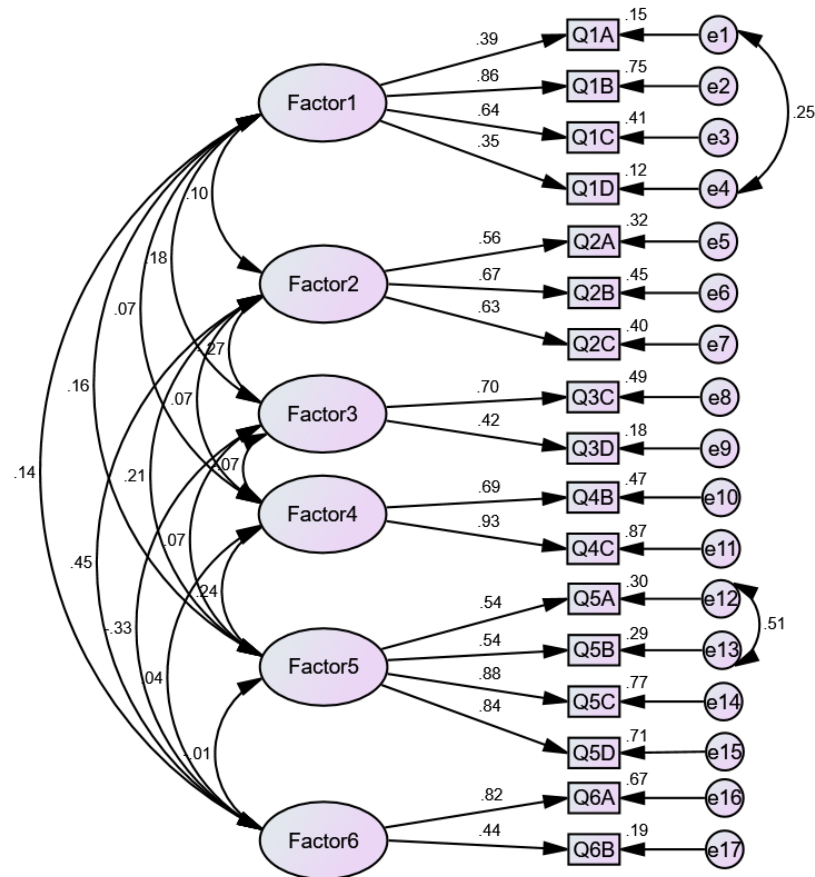 .15
.39
Q1A
e1
.75
.86
Q1B
e2
Factor1
.41
.64
Q1C
e3
.25
.35
.12
Q1D
e4
.10
.32
.56
Q2A
e5
.18
Factor2
.45
.67
Q2B
e6
.07
.63
.40
Q2C
e7
-.27
.16
.07
Factor3
.49
.70
Q3C
e8
.42
.18
Q3D
e9
.14
.21
.07
.47
.69
Q4B
e10
Factor4
.07
.93
.87
Q4C
e11
.45
.24
.30
.54
Q5A
e12
.51
-.33
.54
.29
Q5B
e13
Factor5
.04
.88
.77
Q5C
e14
.84
.71
Q5D
e15
-.01
.82
.67
Q6A
e16
Factor6
.44
.19
Q6B
e17